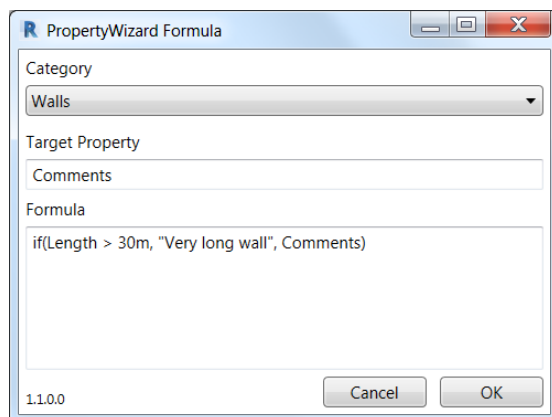 PropertyWizard Formula
Category
Walls
Target Property
Comments
Formula
if(Length > 30m, "Very long wall", Comments)
1.1.0.0
Cancel
OK